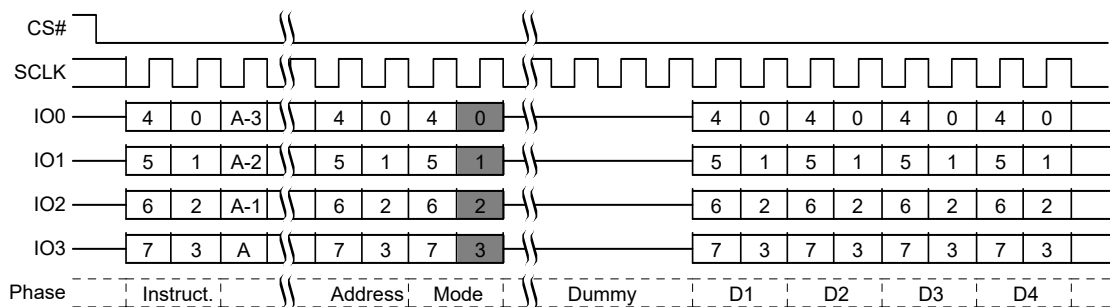 CS#
SCLK
IO0 4 0 A-3 4 0 4 0 4 0 4 0 4 0 4 0
IO1 5 1 A-2 5 1 5 1 5 1 5 1 5 1 5 1
IO2 6 2 A-1 6 2 6 2 6 2 6 2 6 2 6 2
IO3 7 3 A 7 3 7 3 7 3 7 3 7 3 7 3
Phase Instruct. Address Mode Dummy D1 D2 D3 D4